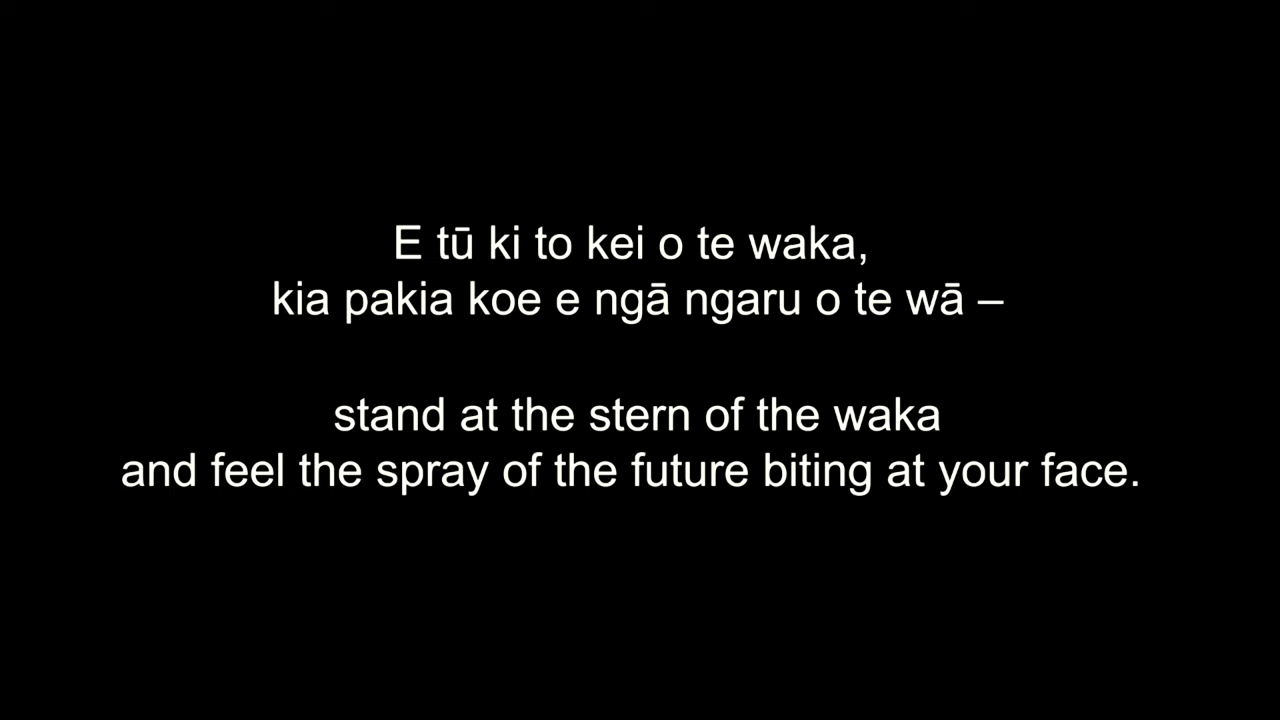 E tū ki to kei o te waka,
kia pakia koe e ngā ngaru o te wā –
stand at the stern of the waka
and feel the spray of the future biting at your face.